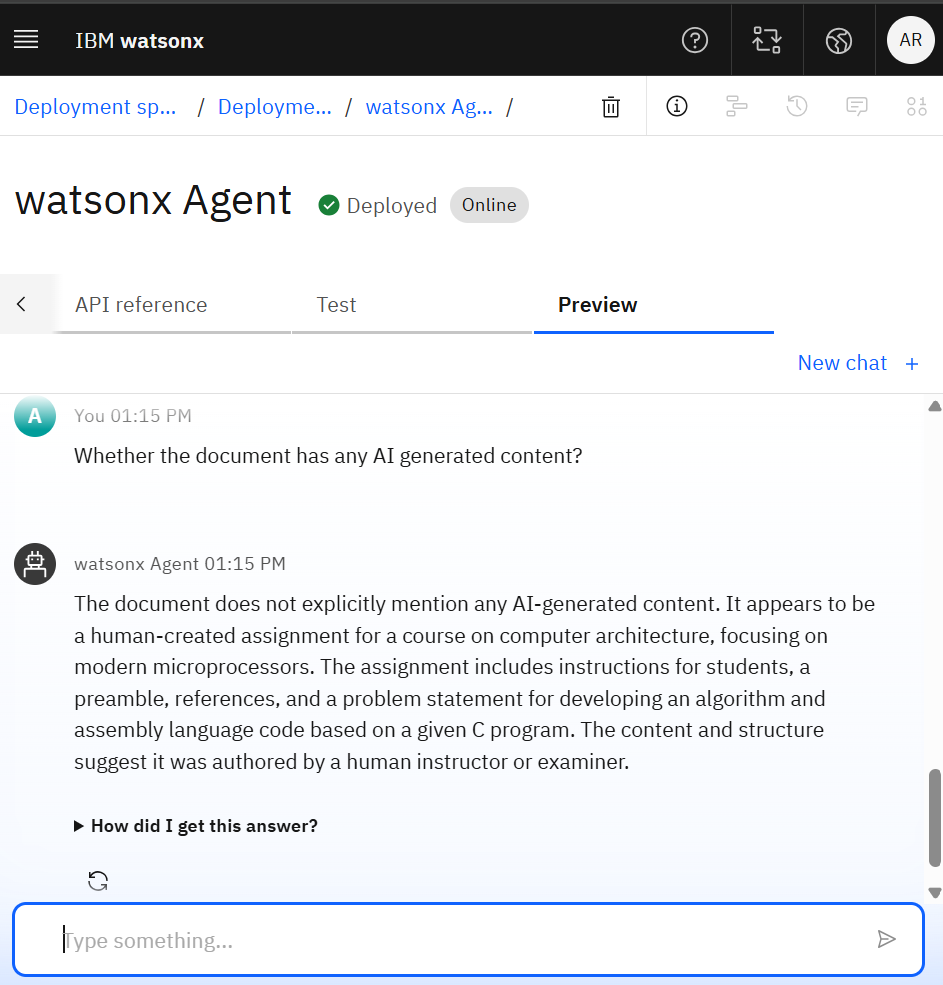 IBM watsonx
AR
Deployment sp... / Deployme... / watsonx Ag... /
watsonx Agent
Deployed
Online
API reference
Test
Preview
New chat +
A
You 01:15 PM
Whether the document has any AI generated content?
watsonx Agent 01:15 PM
The document does not explicitly mention any AI-generated content. It appears to be
a human-created assignment for a course on computer architecture, focusing on
modern microprocessors. The assignment includes instructions for students, a
preamble, references, and a problem statement for developing an algorithm and
assembly language code based on a given C program. The content and structure
suggest it was authored by a human instructor or examiner.
How did I get this answer?
Type something...